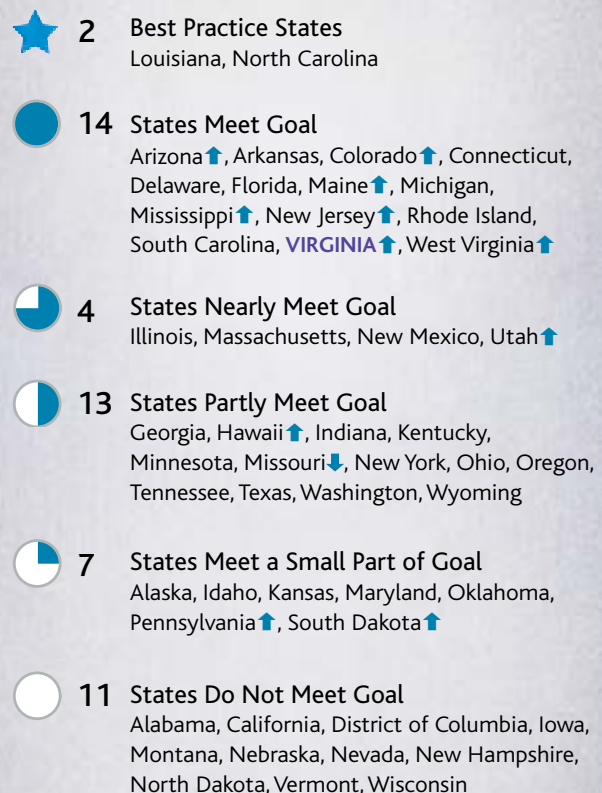 2 Best Practice States
Louisiana, North Carolina
14 States Meet Goal
Arizona⬆, Arkansas, Colorado⬆, Connecticut,
Delaware, Florida, Maine⬆, Michigan,
Mississippi⬆, New Jersey⬆, Rhode Island,
South Carolina, VIRGINIA⬆, West Virginia⬆
4 States Nearly Meet Goal
Illinois, Massachusetts, New Mexico, Utah⬆
13 States Partly Meet Goal
Georgia, Hawaii⬆, Indiana, Kentucky,
Minnesota, Missouri⬇, New York, Ohio, Oregon,
Tennessee, Texas, Washington, Wyoming
7 States Meet a Small Part of Goal
Alaska, Idaho, Kansas, Maryland, Oklahoma,
Pennsylvania⬆, South Dakota⬆
11 States Do Not Meet Goal
Alabama, California, District of Columbia, Iowa,
Montana, Nebraska, Nevada, New Hampshire,
North Dakota, Vermont, Wisconsin